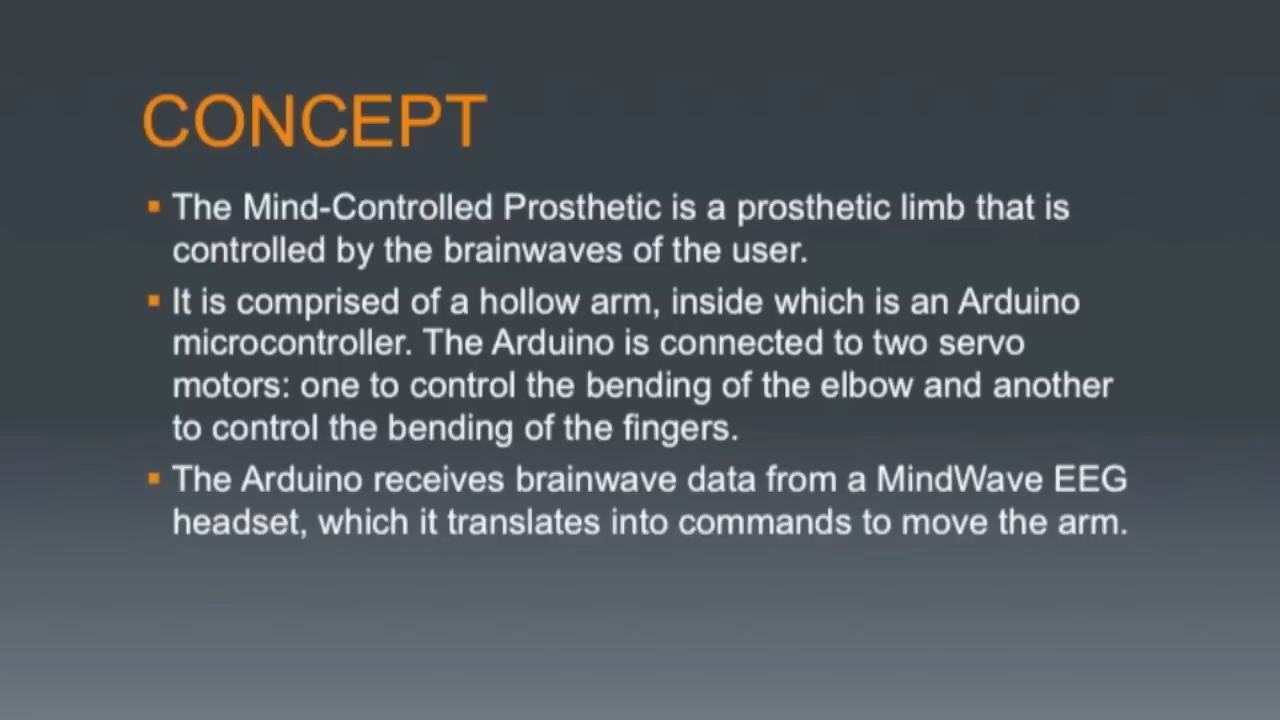 CONCEPT
▪ The Mind-Controlled Prosthetic is a prosthetic limb that is
controlled by the brainwaves of the user.
▪ It is comprised of a hollow arm, inside which is an Arduino
microcontroller. The Arduino is connected to two servo
motors: one to control the bending of the elbow and another
to control the bending of the fingers.
▪ The Arduino receives brainwave data from a MindWave EEG
headset, which it translates into commands to move the arm.